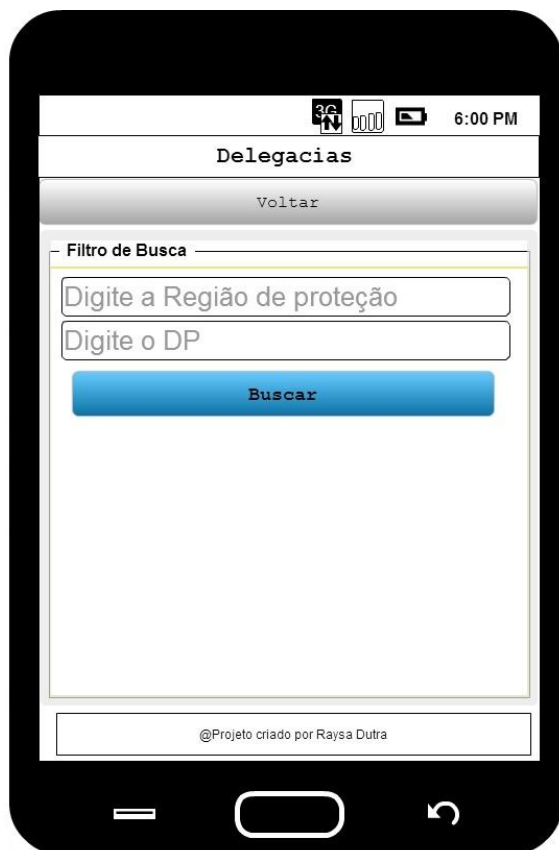 3G
6:00 PM
Delegacias
Voltar
Filtro de Busca
Digite a Região de proteção
Digite o DP
Buscar
@Projeto criado por Raysa Dutra